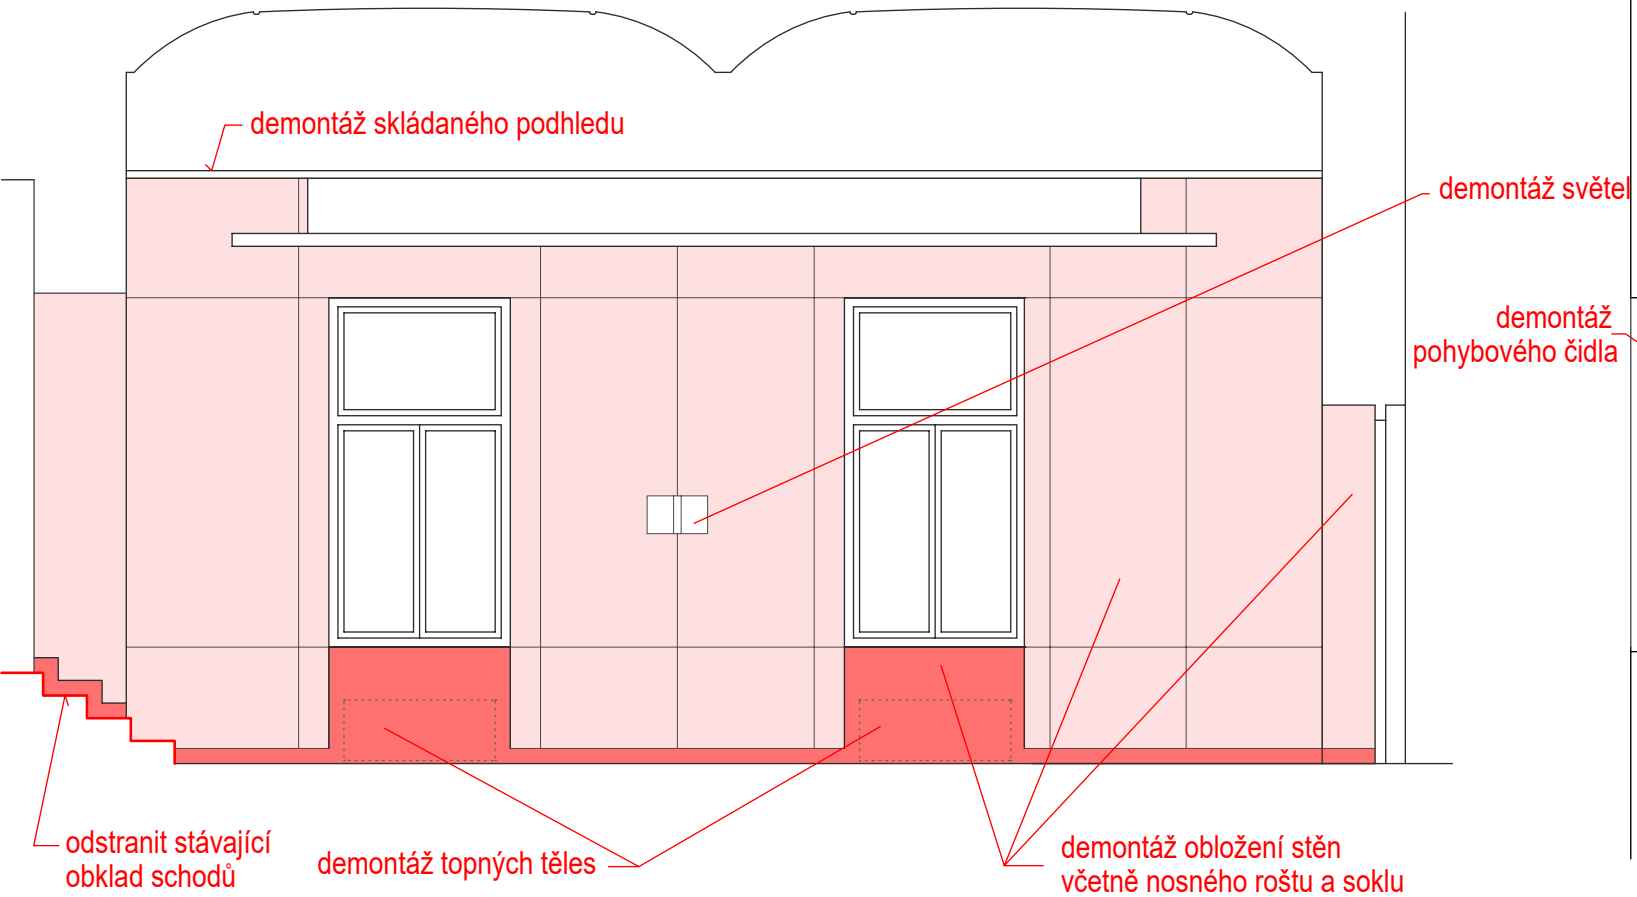 demontáž skládaného podhledu
demontáž světel
demontáž
pohybového čidla
odstranit stávající
obklad schodů
demontáž topných těles
demontáž obložení stěn
včetně nosného roštu a soklu